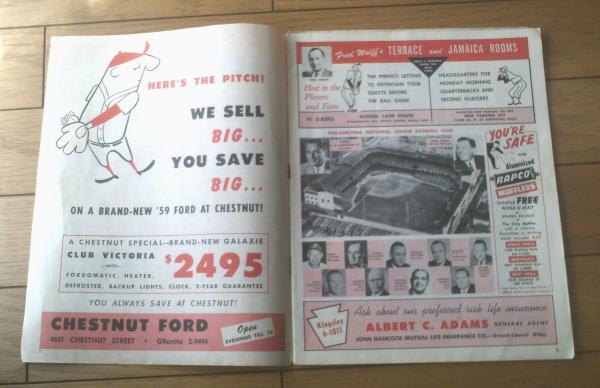 HERE'S THE PITCH!
WE SELL
BIG...
YOU SAVE
BIG...
ON A BRAND-NEW '59 FORD AT CHESTNUT!
A CHESTNUT SPECIAL—BRAND-NEW GALAXIE
CLUB VICTORIA
—WITH—
$2495
FORDOMATIC, HEATER,
DEFROSTER, BACKUP LIGHTS, CLOCK, 2-YEAR GUARANTEE
YOU ALWAYS SAVE AT CHESTNUT!
CHESTNUT FORD
4601 CHESTNUT STREET • GRanite 2-9494
Open
EVENINGS TILL 10
Fred Wolff's TERRACE and JAMAICA ROOMS
Host to the
Players
and Fans
THE PERFECT SETTING
TO ENTERTAIN YOUR
GUESTS BEFORE
THE BALL GAME
HEADQUARTERS FOR
MONDAY MORNING
QUARTERBACKS AND
SECOND GUESSERS
SCHOOL LANE HOUSE
NEW PARKING LOT
PHILADELPHIA NATIONAL LEAGUE BASEBALL CLUB
YOU'RE
SAFE
WITH
Aluminized
RAPCO
MUFFLERS
Installed FREE
Ask about our preferred risk life insurance
Kingsley
6-1811
ALBERT C. ADAMS GENERAL AGENT
JOHN HANCOCK MUTUAL LIFE INSURANCE CO.